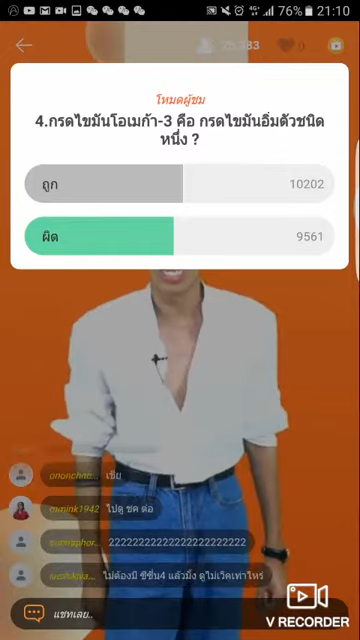 76% 21:10
โหมดผู้ชม
4.กรดไขมันโอเมก้า-3 คือ กรดไขมันอิ่มตัวชนิด
หนึ่ง ?
ถูก 10202
ผิด 9561
เชี่ย
mknink1942 ไปดู ชค ต่อ
2222222222222222222222222
ไม่ต้องมี ซีซั่น4 แล้วมั้ง ดูไม่เวิคเท่าไหร่
แชทเลย..
V RECORDER